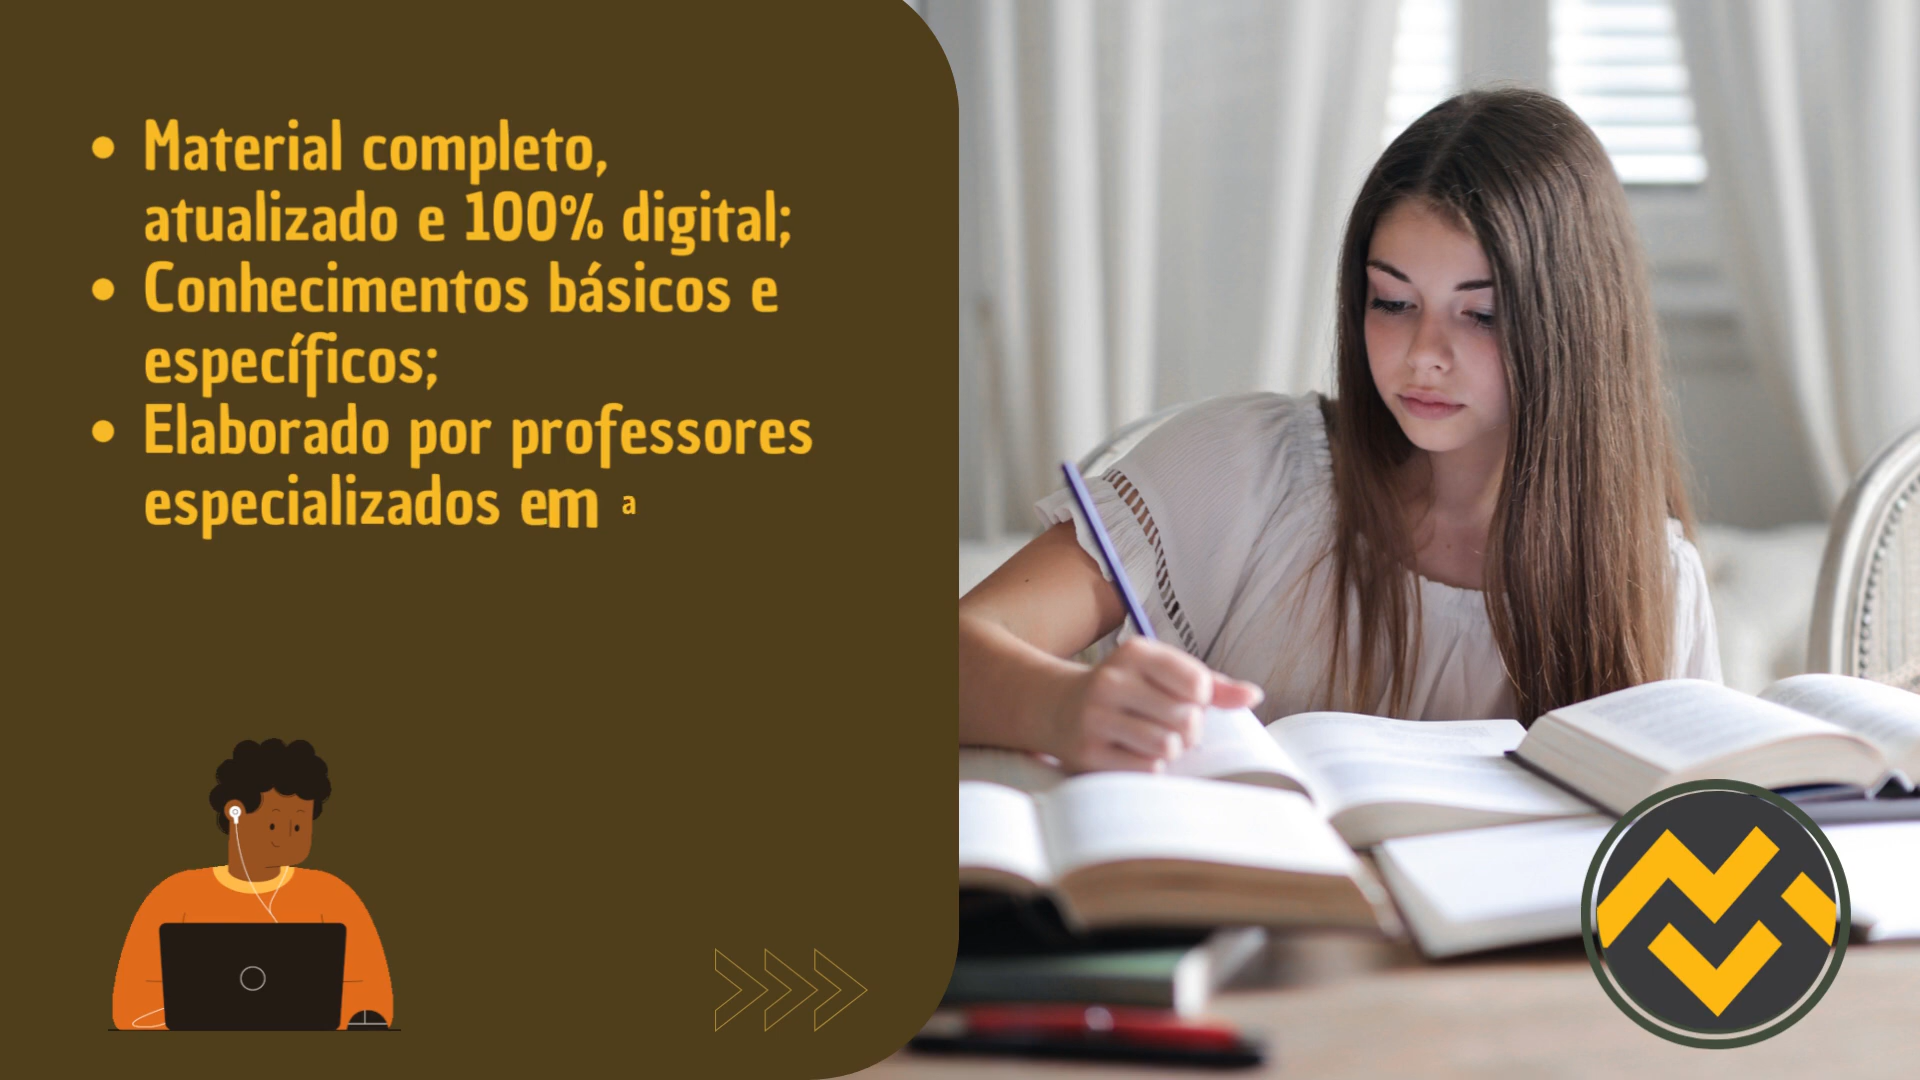 • Material completo,
atualizado e 100% digital;
• Conhecimentos básicos e
específicos;
• Elaborado por professores
especializados em a